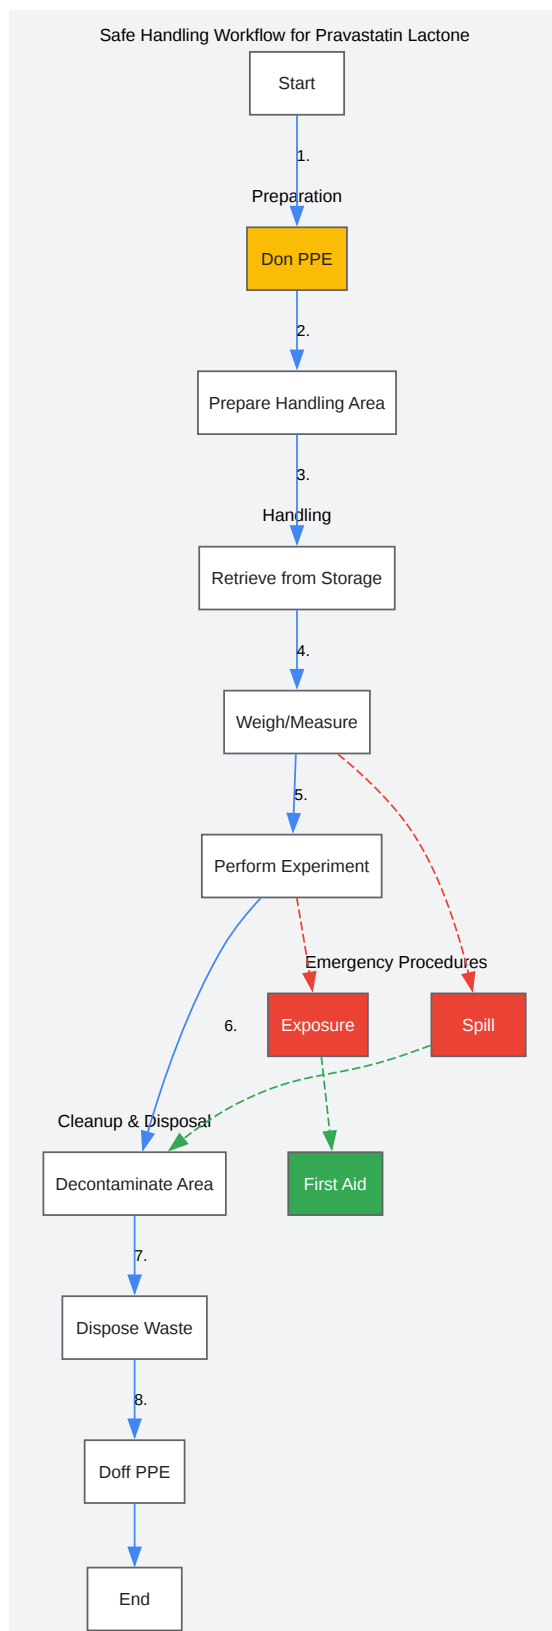 Safe Handling Workflow for Pravastatin Lactone
Start
1.
Preparation
Don PPE
2.
Prepare Handling Area
3.
Handling
Retrieve from Storage
4.
Weigh/Measure
5.
Perform Experiment
Emergency Procedures
Exposure
Spill
6.
Cleanup & Disposal
Decontaminate Area
First Aid
7.
Dispose Waste
8.
Doff PPE
End